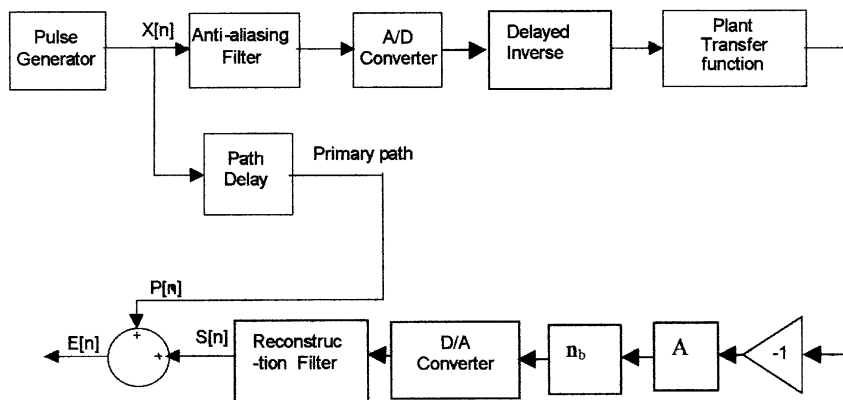 Pulse
Generator
X[n]
Anti-aliasing
Filter
A/D
Converter
Delayed
Inverse
Plant
Transfer
function
Path
Delay
Primary path
P[n]
E[n]
+
+
S[n]
Reconstruc
-tion Filter
D/A
Converter
n_b
A
-1